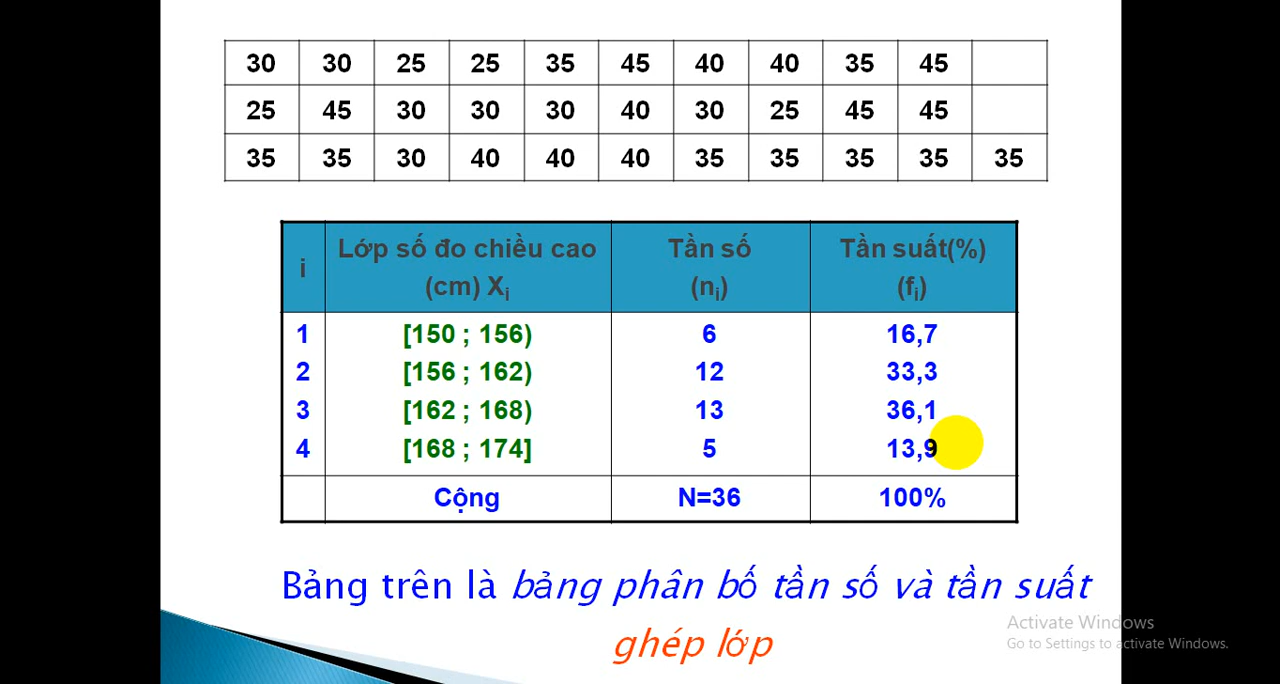 30 30 25 25 35 45 40 40 35 45
25 45 30 30 30 40 30 25 45 45
35 35 30 40 40 40 35 35 35 35 35
i Lớp số đo chiều cao (cm) Xi Tần số (ni) Tần suất(%) (fi)
1 [150 ; 156) 6 16,7
2 [156 ; 162) 12 33,3
3 [162 ; 168) 13 36,1
4 [168 ; 174] 5 13,9
Cộng N=36 100%
Bảng trên là bảng phân bố tần số và tần suất
ghép lớp
Activate Windows
Go to Settings to activate Windows.